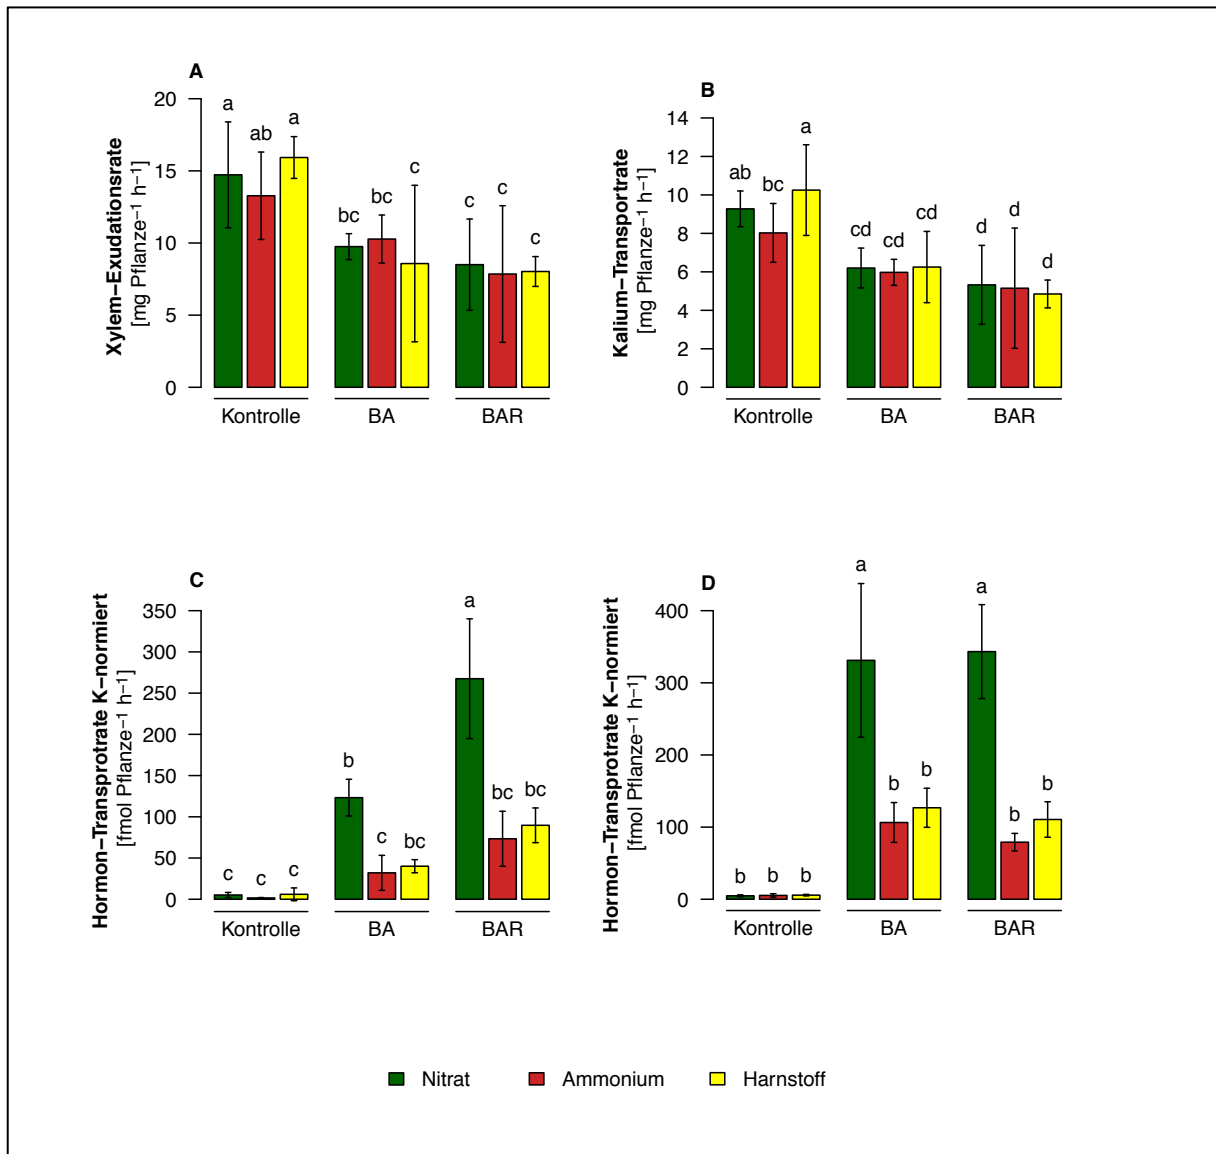 A
Xylem−Exudationsrate
[mg Pflanze⁻¹ h⁻¹]
20
15
10
5
0
a
ab
a
bc
bc
c
c
c
c
Kontrolle
BA
BAR
B
Kalium−Transportrate
[mg Pflanze⁻¹ h⁻¹]
14
12
10
8
6
4
2
0
ab
bc
a
cd
cd
cd
d
d
d
Kontrolle
BA
BAR
C
Hormon−Transprotrate K−normiert
[fmol Pflanze⁻¹ h⁻¹]
350
300
250
200
150
100
50
0
c
c
c
b
c
bc
a
bc
bc
Kontrolle
BA
BAR
D
Hormon−Transprotrate K−normiert
[fmol Pflanze⁻¹ h⁻¹]
400
300
200
100
0
b
b
b
a
b
b
a
b
b
Kontrolle
BA
BAR
Nitrat
Ammonium
Harnstoff